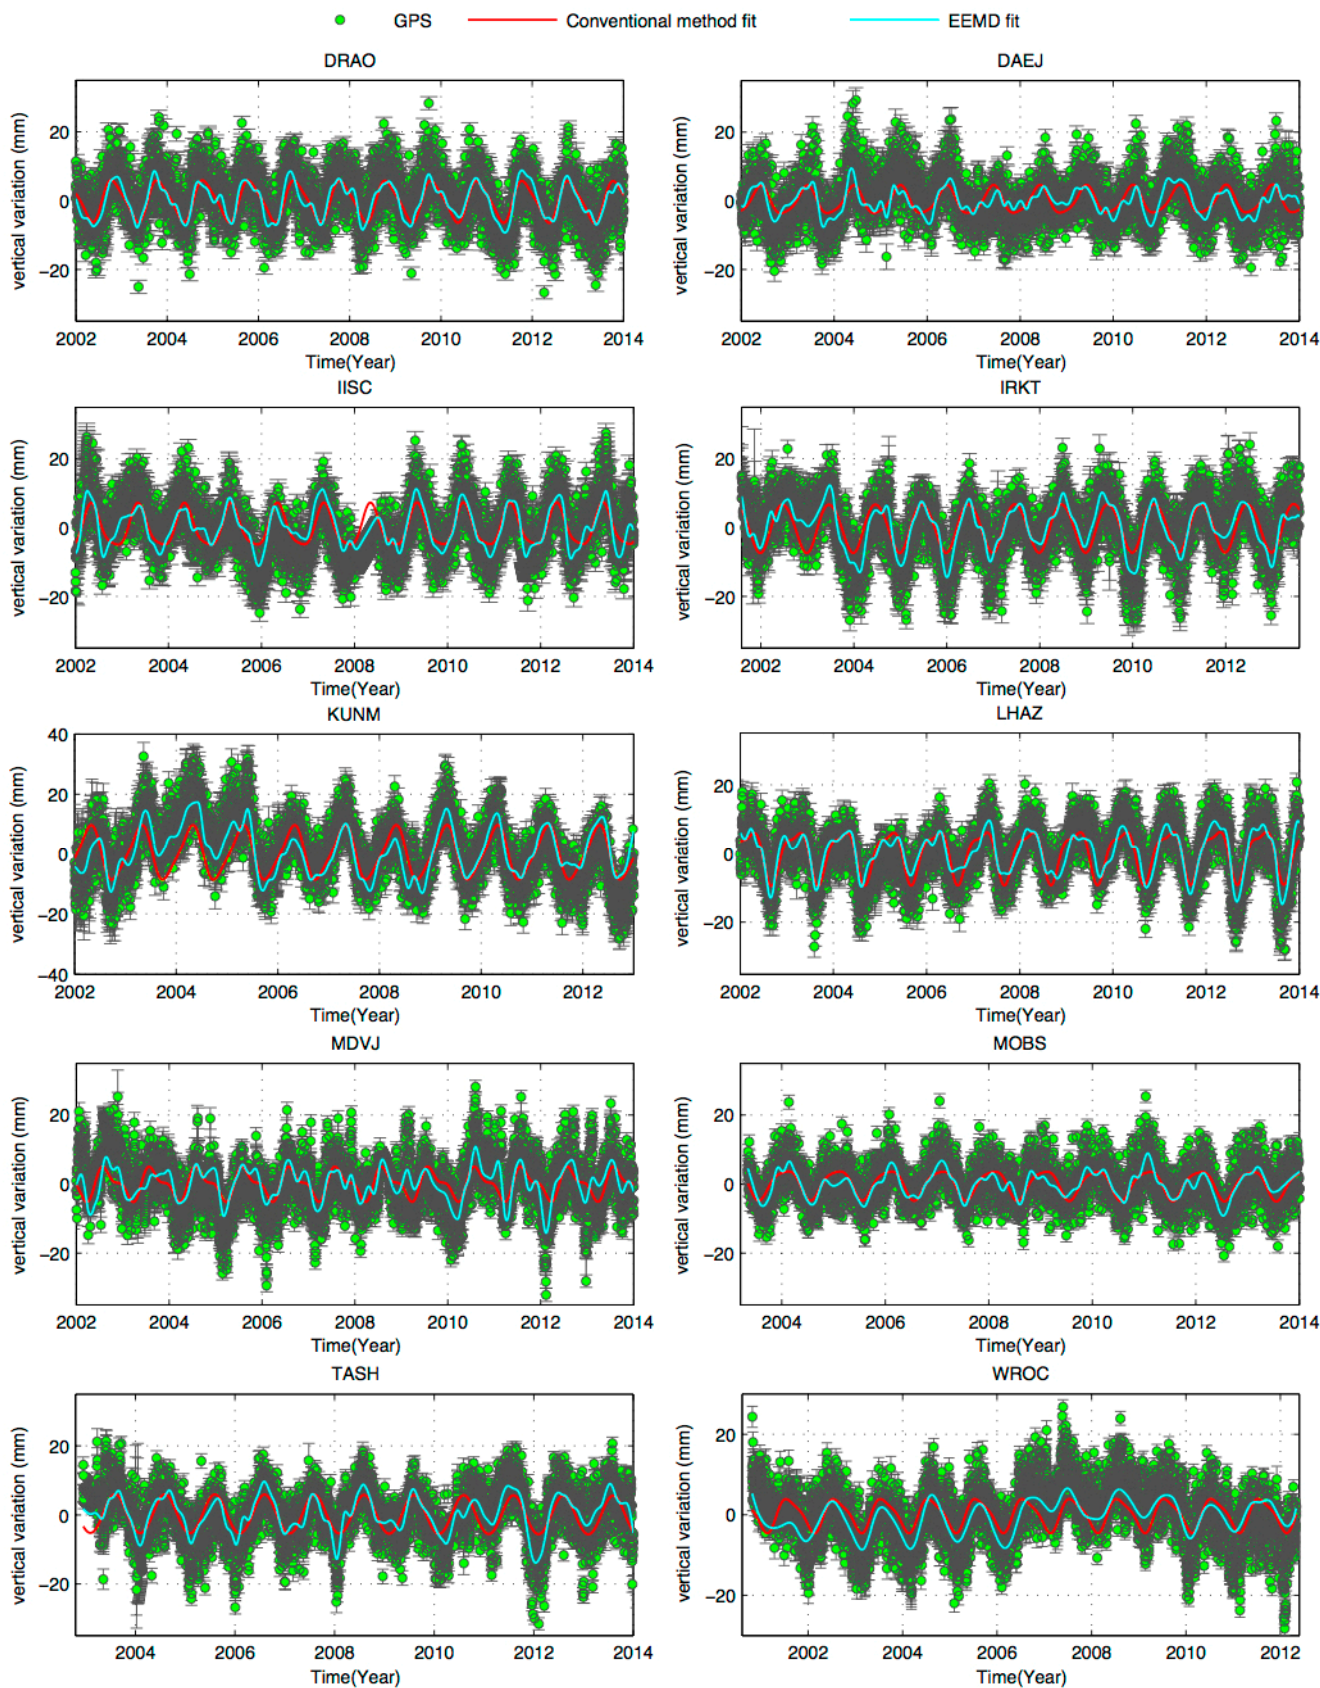 GPS Conventional method fit EEMD fit
DRAO DAEJ
vertical variation (mm) 20 0 −20 vertical variation (mm) 20 0 −20
2002 2004 2006 2008 2010 2012 2014 2002 2004 2006 2008 2010 2012 2014
Time(Year) Time(Year)
IISC IRKT
vertical variation (mm) 20 0 −20 vertical variation (mm) 20 0 −20
2002 2004 2006 2008 2010 2012 2014 2002 2004 2006 2008 2010 2012
Time(Year) Time(Year)
KUNM LHAZ
vertical variation (mm) 40 20 0 −20 −40 vertical variation (mm) 20 0 −20
2002 2004 2006 2008 2010 2012 2002 2004 2006 2008 2010 2012 2014
Time(Year) Time(Year)
MDVJ MOBS
vertical variation (mm) 20 0 −20 vertical variation (mm) 20 0 −20
2002 2004 2006 2008 2010 2012 2014 2004 2006 2008 2010 2012 2014
Time(Year) Time(Year)
TASH WROC
vertical variation (mm) 20 0 −20 vertical variation (mm) 20 0 −20
2004 2006 2008 2010 2012 2014 2002 2004 2006 2008 2010 2012
Time(Year) Time(Year)